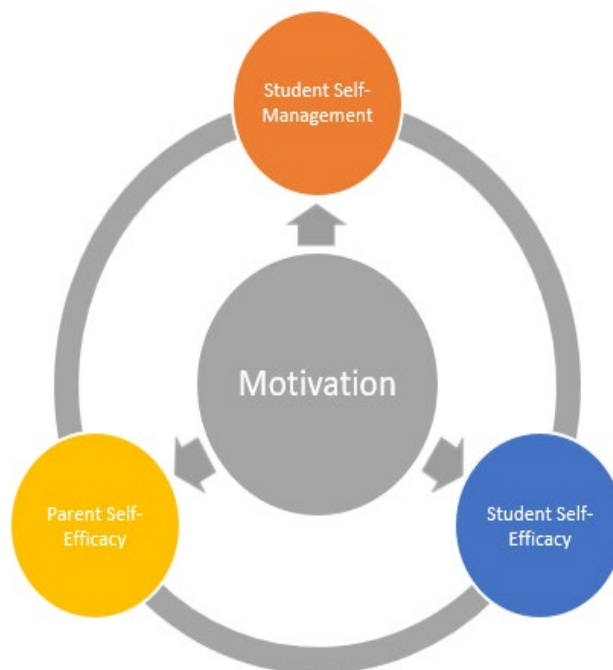 Student Self-
Management
Motivation
Parent Self-
Efficacy
Student Self-
Efficacy